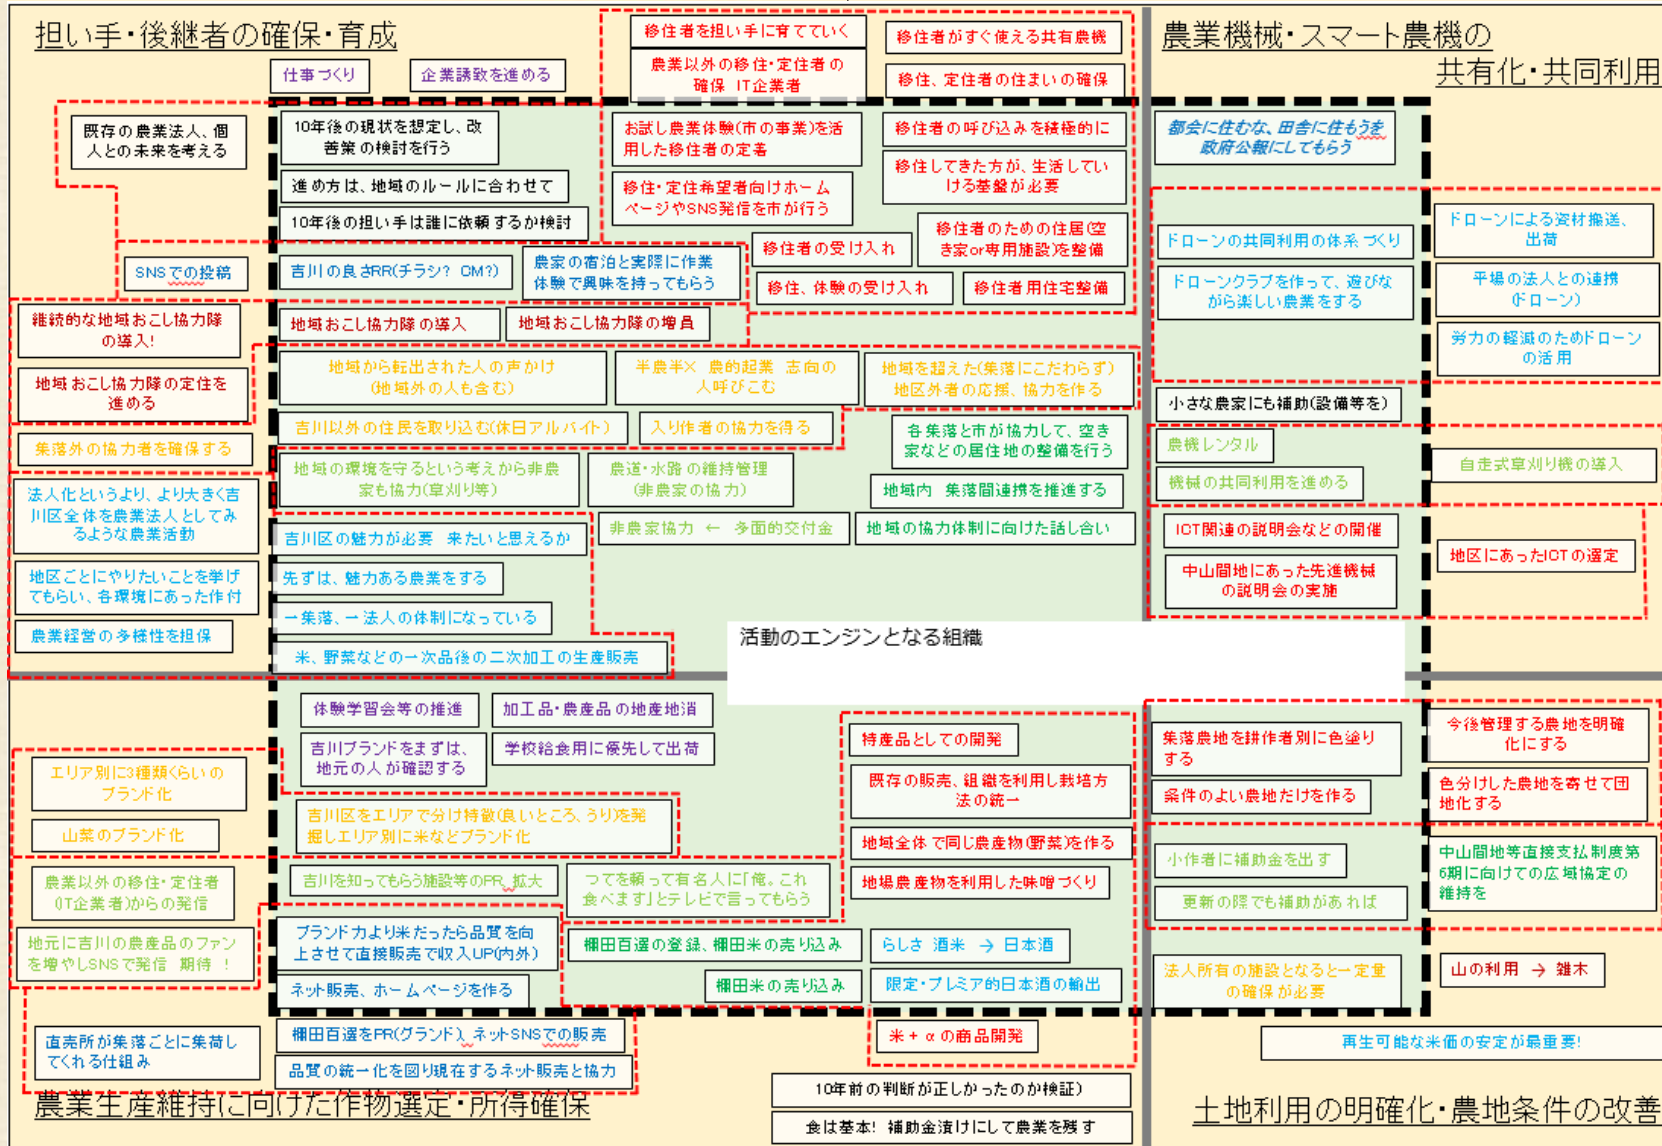 担い手・後継者の確保・育成
仕事づくり
企業誘致を進める
移住者を担い手に育てていく
農業以外の移住・定住者の
確保 IT企業者
移住者がすぐ使える共有農機
移住、定住者の住まいの確保
既存の農業法人、個
人との未来を考える
10年後の現状を想定し、改
善策の検討を行う
進め方は、地域のルールに合わせて
10年後の担い手は誰に依頼するか検討
お試し農業体験(市の事業)を活
用した移住者の定着
移住・定住希望者向けホーム
ページやSNS発信を市が行う
移住者の呼び込みを積極的に
移住してきた方が、生活してい
ける基盤が必要
移住者の受け入れ
移住者のための住居(空
き家or専用施設)を整備
移住、体験の受け入れ
移住者用住宅整備
SNSでの投稿
吉川の良さRR(チラシ? CM?)
農家の宿泊と実際に作業
体験で興味を持ってもらう
継続的な地域おこし協力隊
の導入!
地域おこし協力隊の導入
地域おこし協力隊の増員
地域おこし協力隊の定住を
進める
地域から転出された人の声かけ
(地域外の人も含む)
半農半× 農的起業 志向の
人呼びこむ
地域を超えた(集落にこだわらず)
地区外者の応援、協力を作る
集落外の協力者を確保する
吉川以外の住民を取り込む(休日アルバイト)
入り作者の協力を得る
各集落と市が協力して、空き
家などの居住地の整備を行う
地域の環境を守るという考えから非農
家も協力(草刈り等)
農道・水路の維持管理
(非農家の協力)
地域内 集落間連携を推進する
非農家協力 ← 多面的交付金
地域の協力体制に向けた話し合い
法人化というより、より大きく吉
川区全体を農業法人としてみ
るような農業活動
地区ごとにやりたいことを挙げ
てもらい、各環境にあった作付
農業経営の多様性を担保
吉川区の魅力が必要 来たいと思えるか
先ずは、魅力ある農業をする
一集落、一法人の体制になっている
米、野菜などの一次品後の二次加工の生産販売
農業機械・スマート農機の
共有化・共同利用
都会に住むな、田舎に住もうを
政府公報にしてもらう
ドローンの共同利用の体系づくり
ドローンクラブを作って、遊びな
がら楽しい農業をする
ドローンによる資材搬送、
出荷
平場の法人との連携
(ドローン)
労力の軽減のためドローン
の活用
小さな農家にも補助(設備等を)
農機レンタル
機械の共同利用を進める
自走式草刈り機の導入
ICT関連の説明会などの開催
中山間地にあった先進機械
の説明会の実施
地区にあったICTの選定
活動のエンジンとなる組織
体験学習会等の推進
加工品・農産品の地産地消
吉川ブランドをまずは、
地元の人が確認する
学校給食用に優先して出荷
エリア別に3種類くらいの
ブランド化
山菜のブランド化
吉川区をエリアで分け特徴(良いところ、うり)を発
掘しエリア別に米などブランド化
農業以外の移住・定住者
(IT企業者)からの発信
吉川を知ってもらう施設等のPR、拡大
つてを頼って有名人に「俺。これ
食べます」とテレビで言ってもらう
地元に吉川の農産品のファン
を増やしSNSで発信 期待 !
ブランド力より米だったら品質を向
上させて直接販売で収入UP(内外)
ネット販売、ホームページを作る
特産品としての開発
既存の販売、組織を利用し栽培方
法の統一
地域全体で同じ農産物(野菜)を作る
地場農産物を利用した味噌づくり
棚田百選の登録、棚田米の売り込み
棚田米の売り込み
らしさ 酒米 → 日本酒
限定・プレミア的日本酒の輸出
直売所が集落ごとに集荷し
てくれる仕組み
棚田百選をPR(グランド)、ネットSNSでの販売
品質の統一化を図り現在するネット販売と協力
米+αの商品開発
農業生産維持に向けた作物選定・所得確保
10年前の判断が正しかったのか検証)
食は基本! 補助金漬けにして農業を残す
集落農地を耕作者別に色塗り
する
条件のよい農地だけを作る
今後管理する農地を明確
化にする
色分けした農地を寄せて団
地化する
小作者に補助金を出す
更新の際でも補助があれば
中山間地等直接支払制度第
6期に向けての広域協定の
維持を
法人所有の施設となると一定量
の確保が必要
山の利用 → 雑木
再生可能な米価の安定が最重要!
土地利用の明確化・農地条件の改善